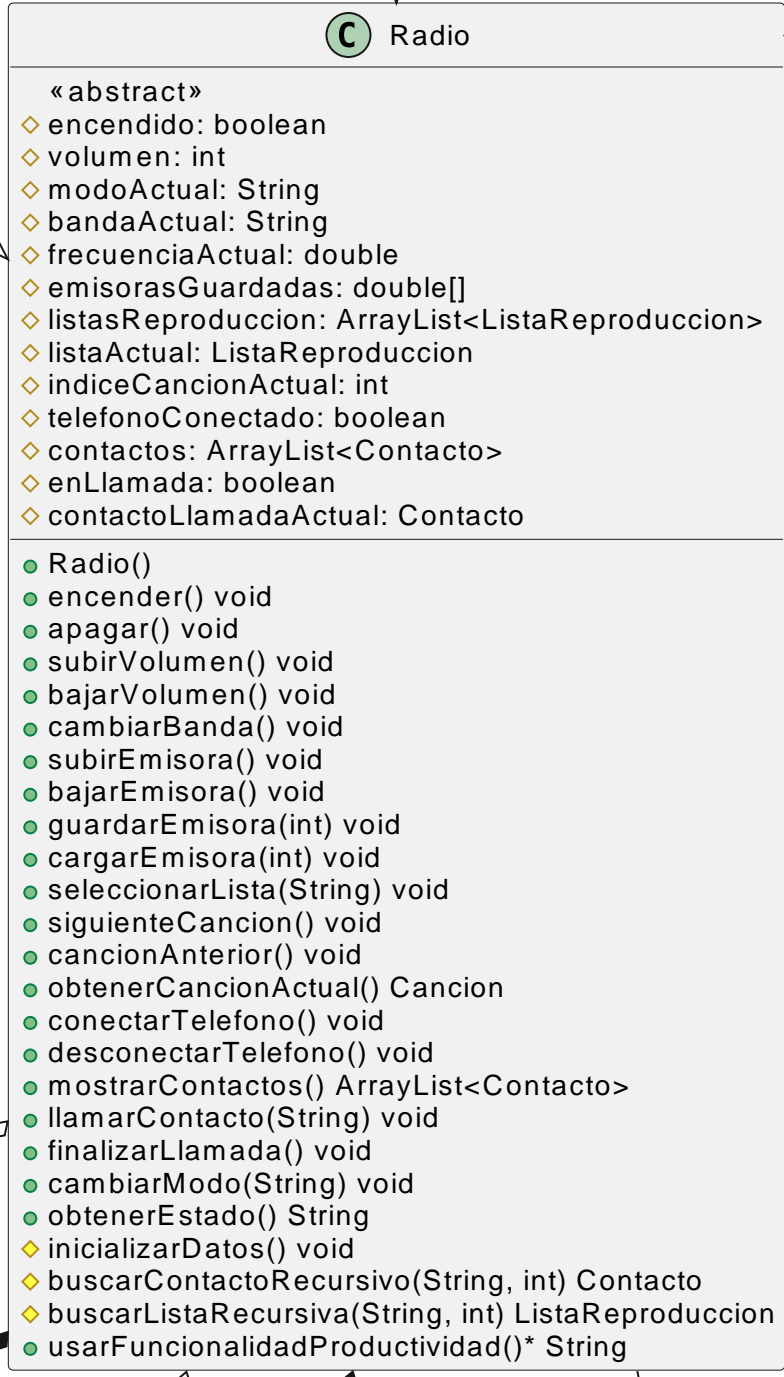 C Radio
«abstract»
encendido: boolean
volumen: int
modoActual: String
bandaActual: String
frecuenciaActual: double
emisorasGuardadas: double[]
listasReproduccion: ArrayList<ListaReproduccion>
listaActual: ListaReproduccion
indiceCancionActual: int
telefonoConectado: boolean
contactos: ArrayList<Contacto>
enLlamada: boolean
contactoLlamadaActual: Contacto
Radio()
encender() void
apagar() void
subirVolumen() void
bajarVolumen() void
cambiarBanda() void
subirEmisora() void
bajarEmisora() void
guardarEmisora(int) void
cargarEmisora(int) void
seleccionarLista(String) void
siguienteCancion() void
cancionAnterior() void
obtenerCancionActual() Cancion
conectarTelefono() void
desconectarTelefono() void
mostrarContactos() ArrayList<Contacto>
llamarContacto(String) void
finalizarLlamada() void
cambiarModo(String) void
obtenerEstado() String
inicializarDatos() void
buscarContactoRecursivo(String, int) Contacto
buscarListaRecursiva(String, int) ListaReproduccion
usarFuncionalidadProductividad()* String